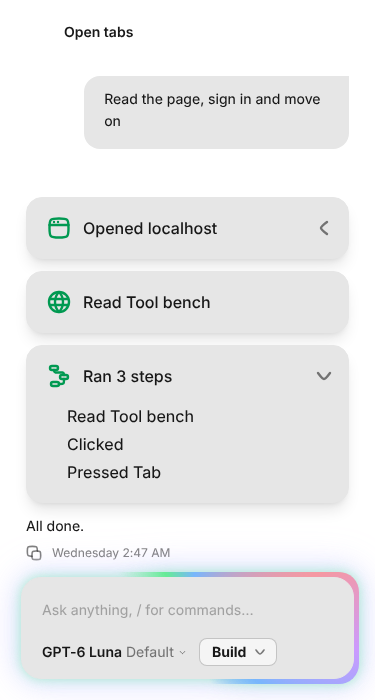 Open tabs
Read the page, sign in and move
on
Opened localhost
Read Tool bench
Ran 3 steps
Read Tool bench
Clicked
Pressed Tab
All done.
Wednesday 2:47 AM
Ask anything, / for commands...
GPT-6 Luna Default Build